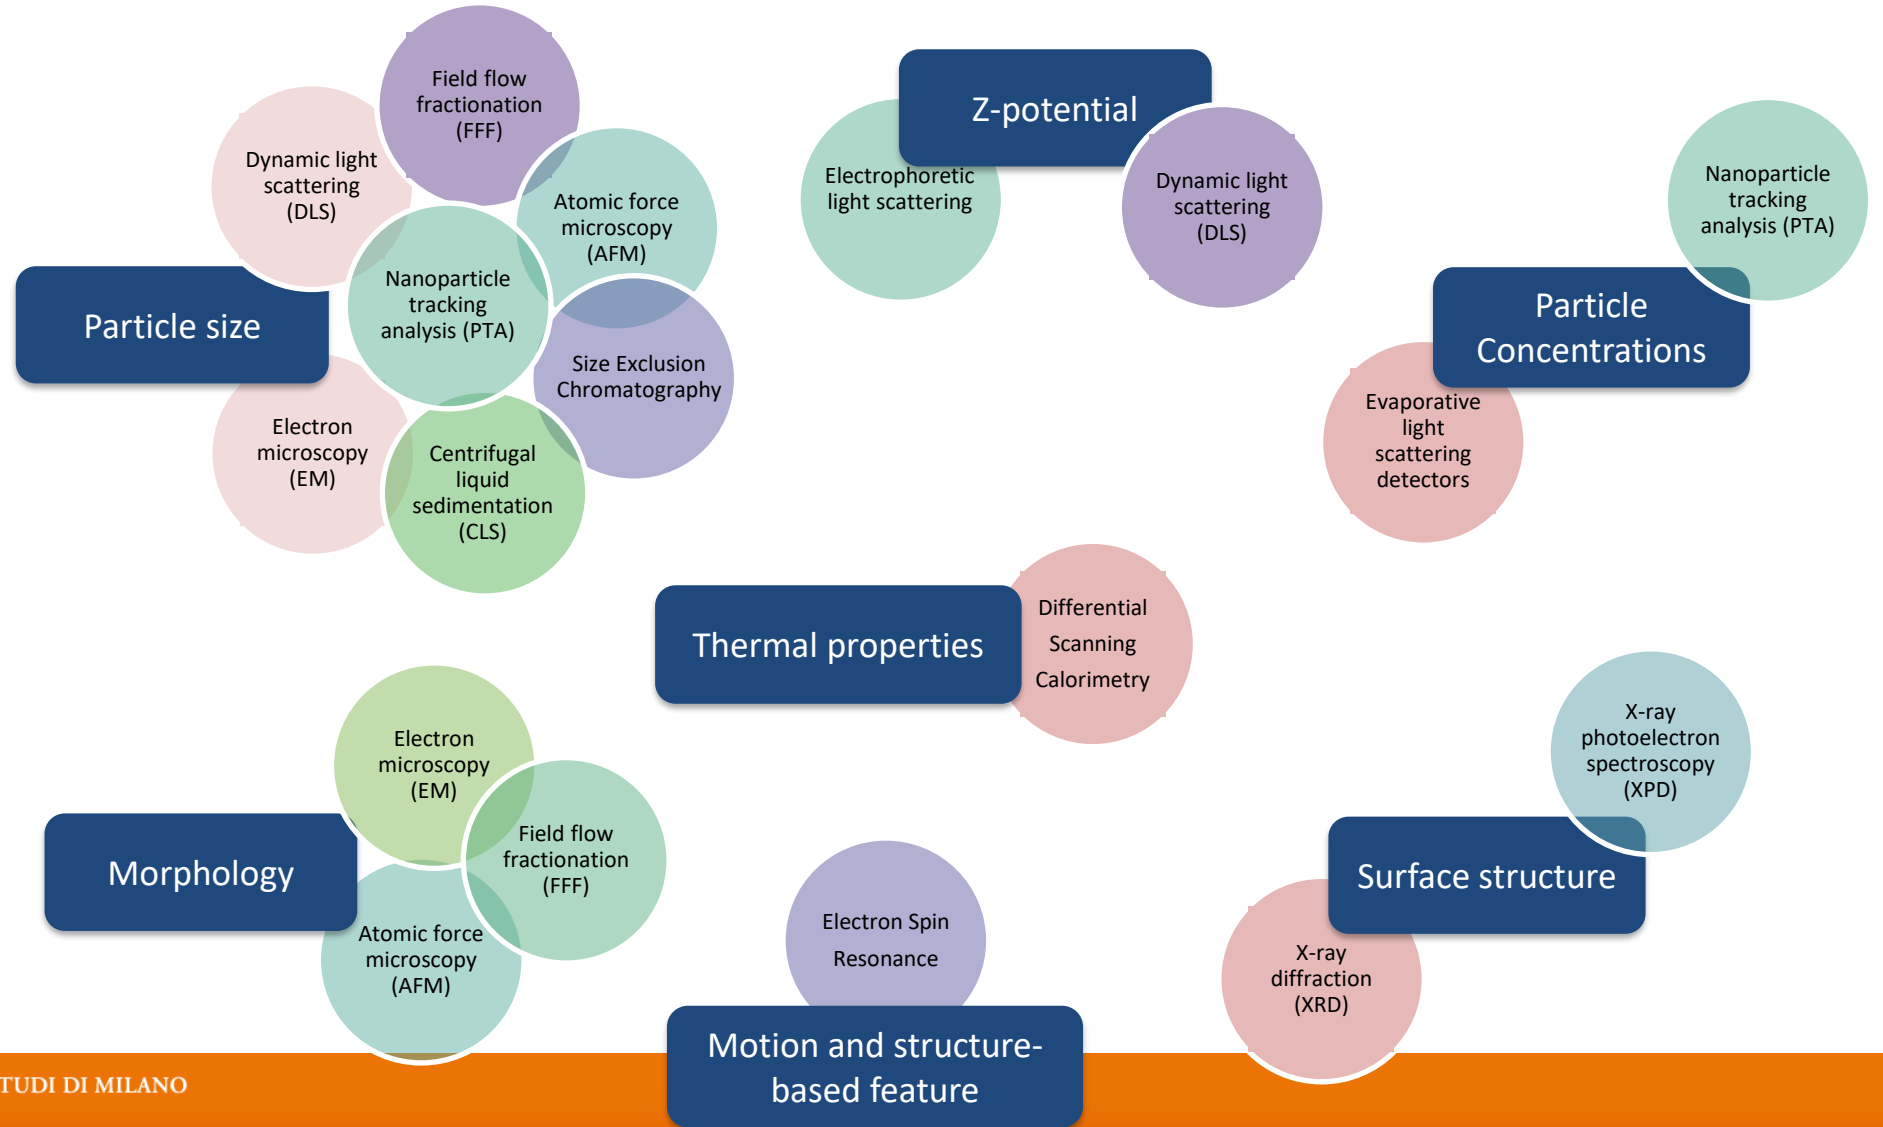 Field flow
fractionation
(FFF)
Dynamic light
scattering
(DLS)
Atomic force
microscopy
(AFM)
Nanoparticle
tracking
analysis (PTA)
Particle size
Size Exclusion
Chromatography
Electron
microscopy
(EM)
Centrifugal
liquid
sedimentation
(CLS)
Z-potential
Electrophoretic
light scattering
Dynamic light
scattering
(DLS)
Nanoparticle
tracking
analysis (PTA)
Particle
Concentrations
Evaporative
light
scattering
detectors
Thermal properties
Differential
Scanning
Calorimetry
Electron
microscopy
(EM)
Field flow
fractionation
(FFF)
Morphology
Atomic force
microscopy
(AFM)
Electron Spin
Resonance
Motion and structure-
based feature
X-ray
photoelectron
spectroscopy
(XPD)
Surface structure
X-ray
diffraction
(XRD)
TUDI DI MILANO